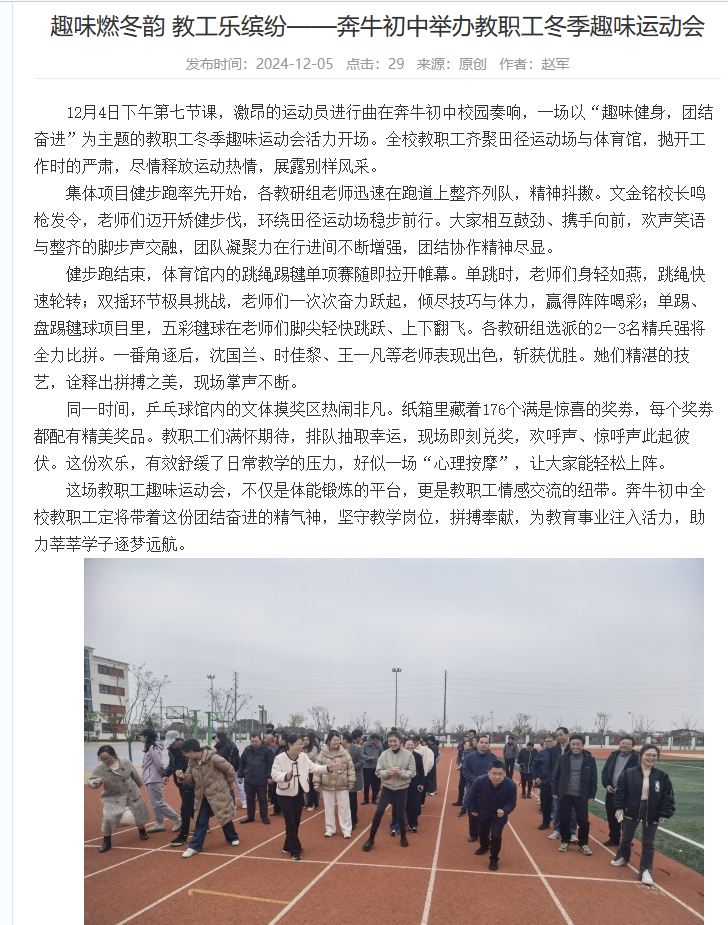 趣味燃冬韵 教工乐缤纷——奔牛初中举办教职工冬季趣味运动会
发布时间：2024-12-05 点击：29 来源：原创 作者：赵军
12月4日下午第七节课，激昂的运动员进行曲在奔牛初中校园奏响，一场以“趣味健身，团结
奋进”为主题的教职工冬季趣味运动会活力开场。全校教职工齐聚田径运动场与体育馆，抛开工
作时的严肃，尽情释放运动热情，展露别样风采。
集体项目健步跑率先开始，各教研组老师迅速在跑道上整齐列队，精神抖擞。文金铭校长鸣
枪发令，老师们迈开矫健步伐，环绕田径运动场稳步前行。大家相互鼓劲、携手向前，欢声笑语
与整齐的脚步声交融，团队凝聚力在行进间不断增强，团结协作精神尽显。
健步跑结束，体育馆内的跳绳踢毽单项赛随即拉开帷幕。单跳时，老师们身轻如燕，跳绳快
速轮转；双摇环节极具挑战，老师们一次次奋力跃起，倾尽技巧与体力，赢得阵阵喝彩；单踢、
盘踢毽球项目里，五彩毽球在老师们脚尖轻快跳跃、上下翻飞。各教研组选派的2—3名精兵强将
全力比拼。一番角逐后，沈国兰、时佳黎、王一凡等老师表现出色，斩获优胜。她们精湛的技
艺，诠释出拼搏之美，现场掌声不断。
同一时间，乒乓球馆内的文体摸奖区热闹非凡。纸箱里藏着176个满是惊喜的奖券，每个奖券
都配有精美奖品。教职工们满怀期待，排队抽取幸运，现场即刻兑奖，欢呼声、惊呼声此起彼
伏。这份欢乐，有效舒缓了日常教学的压力，好似一场“心理按摩”，让大家能轻松上阵。
这场教职工趣味运动会，不仅是体能锻炼的平台，更是教职工情感交流的纽带。奔牛初中全
校教职工定将带着这份团结奋进的精气神，坚守教学岗位，拼搏奉献，为教育事业注入活力，助
力莘莘学子逐梦远航。